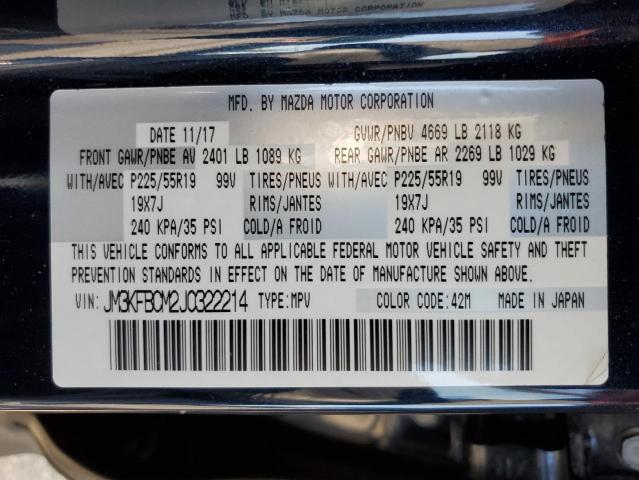 MFD. BY MAZDA MOTOR CORPORATION
DATE 11/17 GVWR/PNBV 4669 LB 2118 KG
FRONT GAWR/PNBE AV 2401 LB 1089 KG REAR GAWR/PNBE AR 2269 LB 1029 KG
WITH/AVEC P225/55R19 99V TIRES/PNEUS WITH/AVEC P225/55R19 99V TIRES/PNEUS
19X7J RIMS/JANTES 19X7J RIMS/JANTES
240 KPA/35 PSI COLD/A FROID 240 KPA/35 PSI COLD/A FROID
THIS VEHICLE CONFORMS TO ALL APPLICABLE FEDERAL MOTOR VEHICLE SAFETY AND THEFT
PREVENTION STANDARDS IN EFFECT ON THE DATE OF MANUFACTURE SHOWN ABOVE.
VIN: JM3KFBCM2J0322214 TYPE:MPV COLOR CODE:42M MADE IN JAPAN